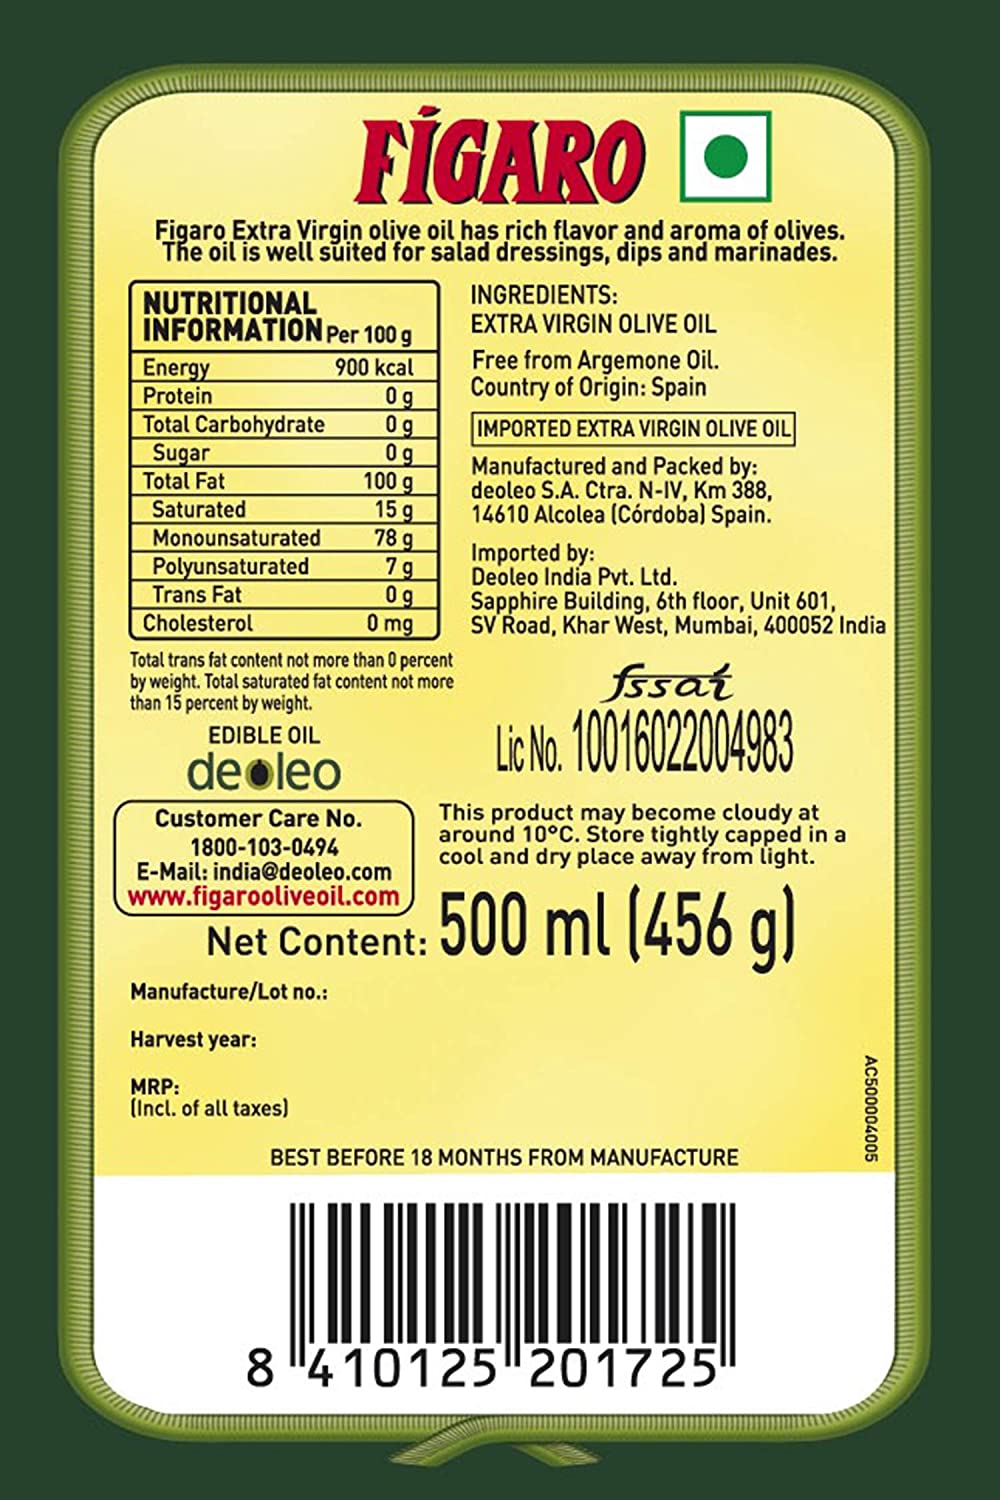 FÍGARO
Figaro Extra Virgin olive oil has rich flavor and aroma of olives.
The oil is well suited for salad dressings, dips and marinades.
NUTRITIONAL
INFORMATION Per 100 g
Energy 900 kcal
Protein 0 g
Total Carbohydrate 0 g
Sugar 0 g
Total Fat 100 g
Saturated 15 g
Monounsaturated 78 g
Polyunsaturated 7 g
Trans Fat 0 g
Cholesterol 0 mg
Total trans fat content not more than 0 percent
by weight. Total saturated fat content not more
than 15 percent by weight.
EDIBLE OIL
deoleo
INGREDIENTS:
EXTRA VIRGIN OLIVE OIL
Free from Argemone Oil.
Country of Origin: Spain
IMPORTED EXTRA VIRGIN OLIVE OIL
Manufactured and Packed by:
deoleo S.A. Ctra. N-IV, Km 388,
14610 Alcolea (Córdoba) Spain.
Imported by:
Deoleo India Pvt. Ltd.
Sapphire Building, 6th floor, Unit 601,
SV Road, Khar West, Mumbai, 400052 India
fssai
Lic No. 10016022004983
Customer Care No.
1800-103-0494
E-Mail: india@deoleo.com
www.figarooliveoil.com
This product may become cloudy at
around 10°C. Store tightly capped in a
cool and dry place away from light.
Net Content: 500 ml (456 g)
Manufacture/Lot no.:
Harvest year:
MRP:
(Incl. of all taxes)
AC500004005
BEST BEFORE 18 MONTHS FROM MANUFACTURE
8 410125 201725